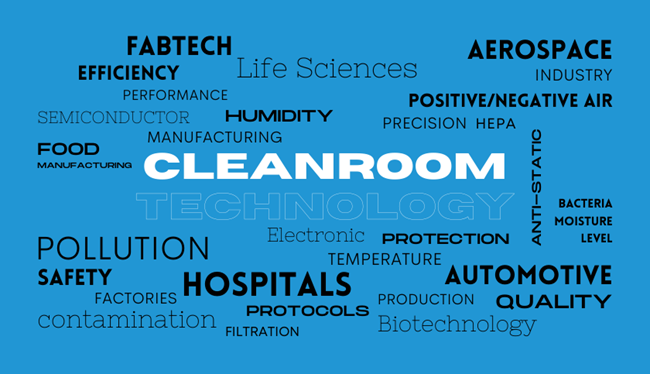 FABTECH
AEROSPACE
EFFICIENCY
Life Sciences
INDUSTRY
PERFORMANCE
POSITIVE/NEGATIVE AIR
SEMICONDUCTOR
HUMIDITY
PRECISION HEPA
MANUFACTURING
FOOD
MANUFACTURING
CLEANROOM
TECHNOLOGY
ANTI-STATIC
BACTERIA
MOISTURE
LEVEL
Electronic
PROTECTION
POLLUTION
TEMPERATURE
SAFETY
HOSPITALS
AUTOMOTIVE
FACTORIES
PRODUCTION
QUALITY
PROTOCOLS
contamination
Biotechnology
FILTRATION